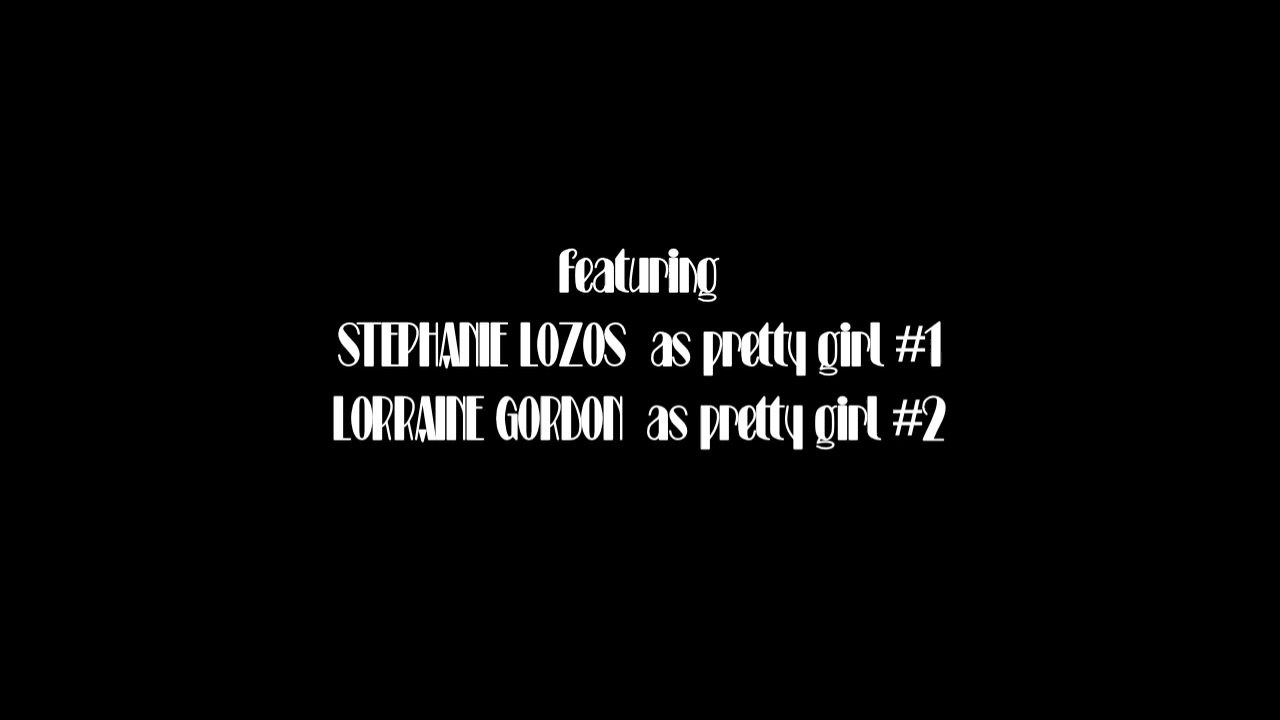 featuring
STEPHANIE LOZOS as pretty girl #1
LORRAINE GORDON as pretty girl #2